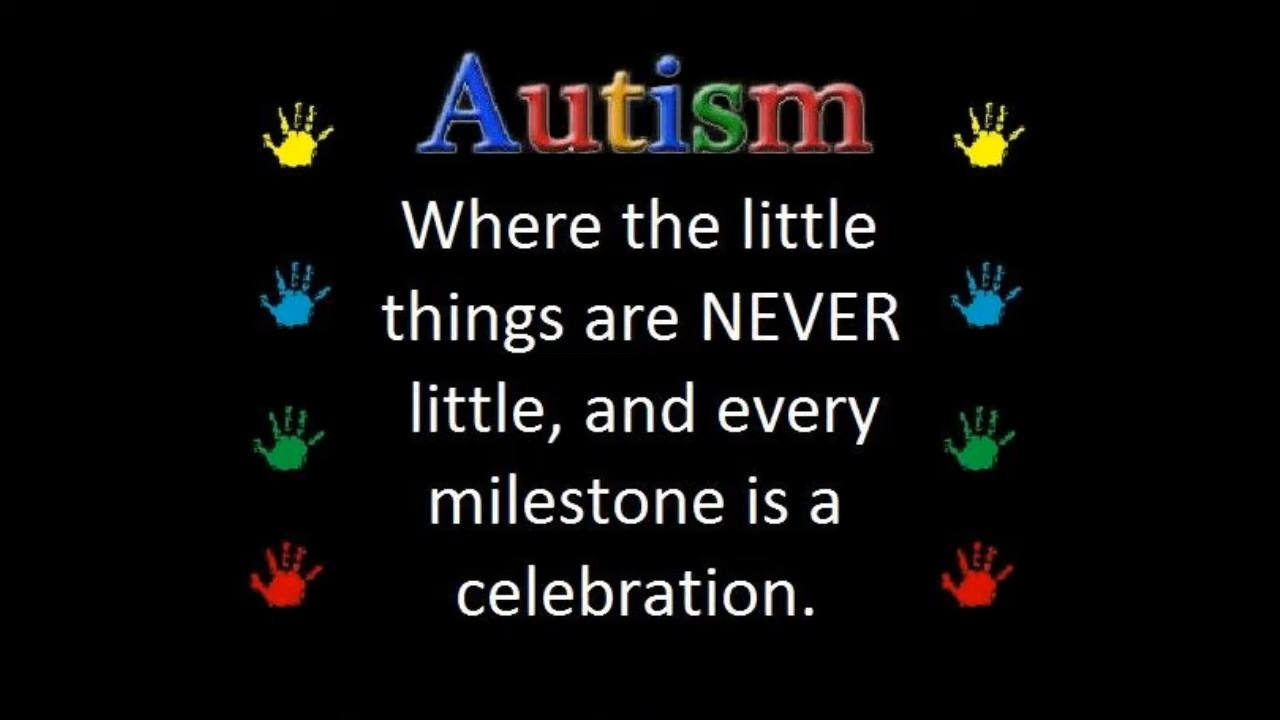 Autism
Where the little
things are NEVER
little, and every
milestone is a
celebration.